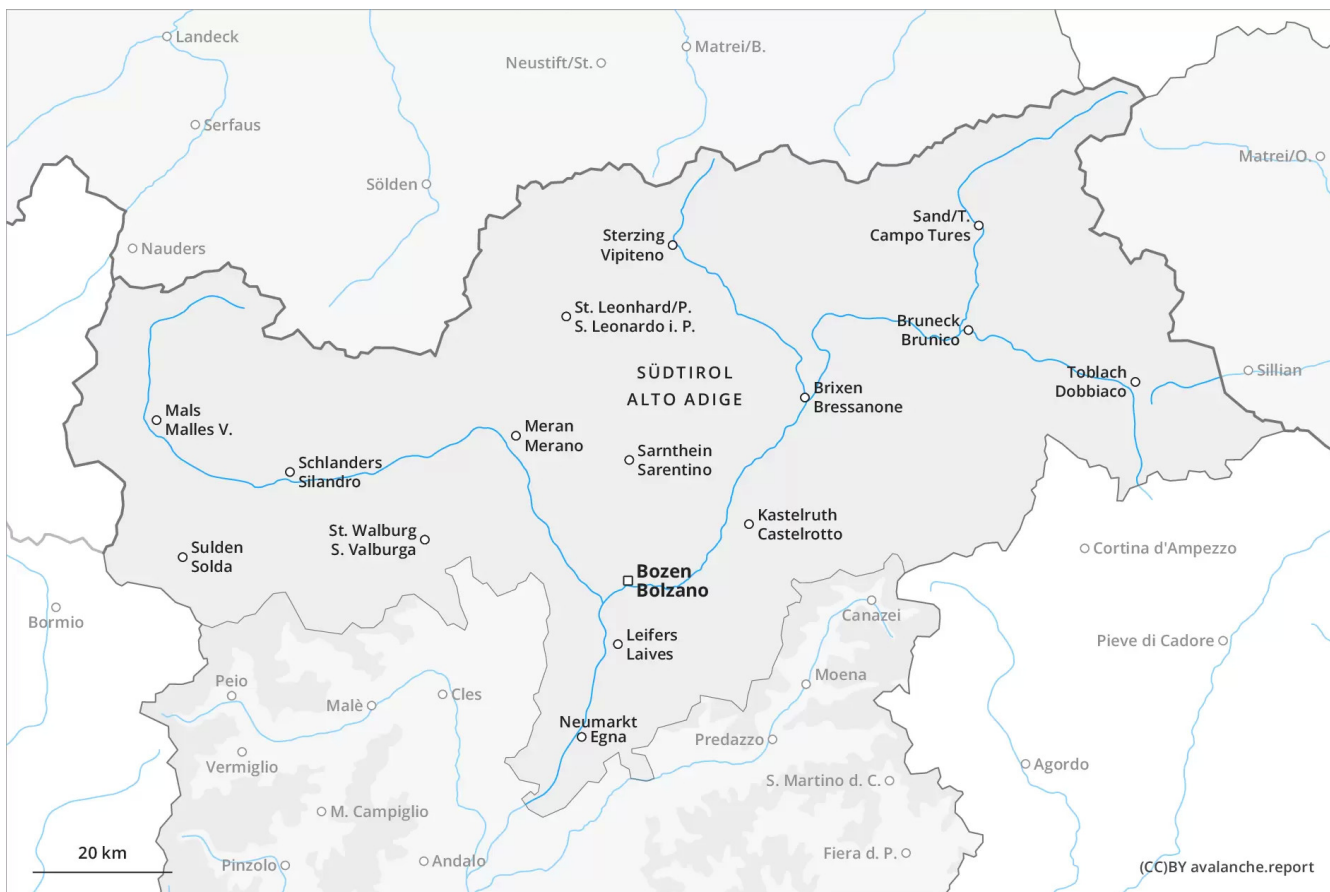 Landeck
Matrei/B.
Neustift/St.
Serfaus
Matrei/O.
Sölden
Sand/T.
Campo Tures
Sterzing
Vipiteno
Nauders
St. Leonhard/P.
S. Leonardo i. P.
Bruneck
Brunico
SÜDTIROL
ALTO ADIGE
Toblach
Dobbiaco
Sillian
Brixen
Bressanone
Mals
Malles V.
Meran
Merano
Sarnthein
Sarentino
Schlanders
Silandro
Kastelruth
Castelrotto
St. Walburg
S. Valburga
Sulden
Solda
Cortina d'Ampezzo
Bozen
Bolzano
Bormio
Canazei
Leifers
Laives
Pieve di Cadore
Peio
Moena
Malè
Cles
Neumarkt
Egna
Predazzo
Vermiglio
Agordo
S. Martino d. C.
M. Campiglio
20 km
Pinzolo
Andalo
Fiera d. P.
(CC)BY avalanche.report